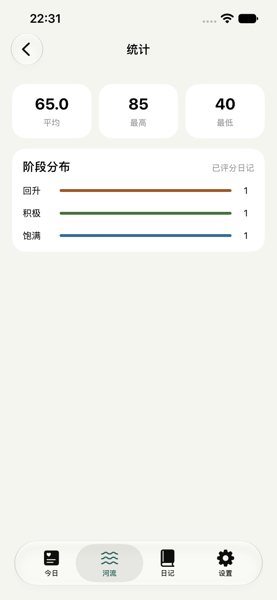 22:31
统计
65.0 85 40
平均 最高 最低
阶段分布 已评分日记
回升 1
积极 1
饱满 1
今日 河流 日记 设置